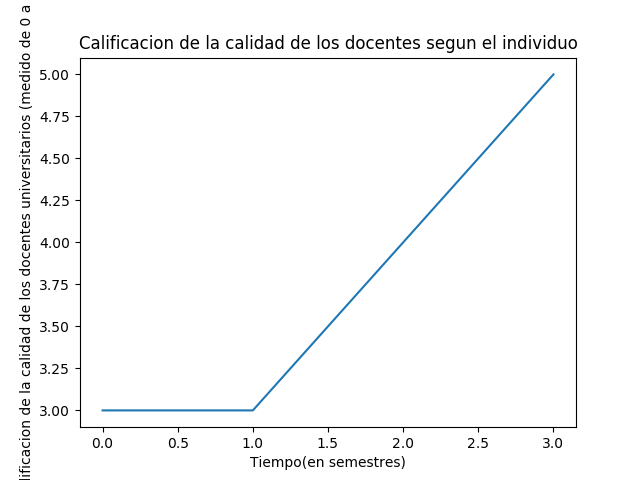 Calificacion de la calidad de los docentes segun el individuo
lificacion de la calidad de los docentes universitarios (medido de 0 a
5.00
4.75
4.50
4.25
4.00
3.75
3.50
3.25
3.00
0.0 0.5 1.0 1.5 2.0 2.5 3.0
Tiempo(en semestres)